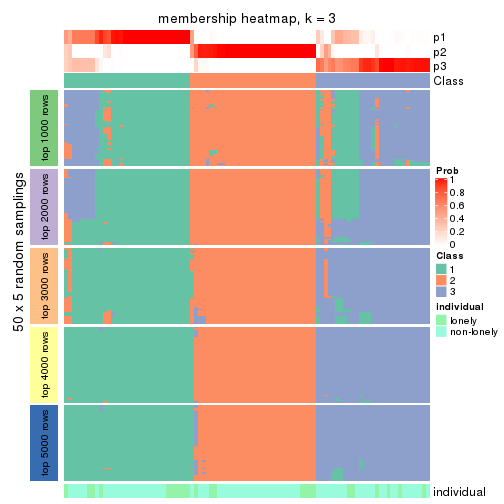 membership heatmap, k = 3
p1
p2
p3
Class
50 x 5 random samplings
top 1000 rows
top 2000 rows
top 3000 rows
top 4000 rows
top 5000 rows
Prob
1
0.8
0.6
0.4
0.2
0
Class
1
2
3
individual
lonely
non-lonely
individual